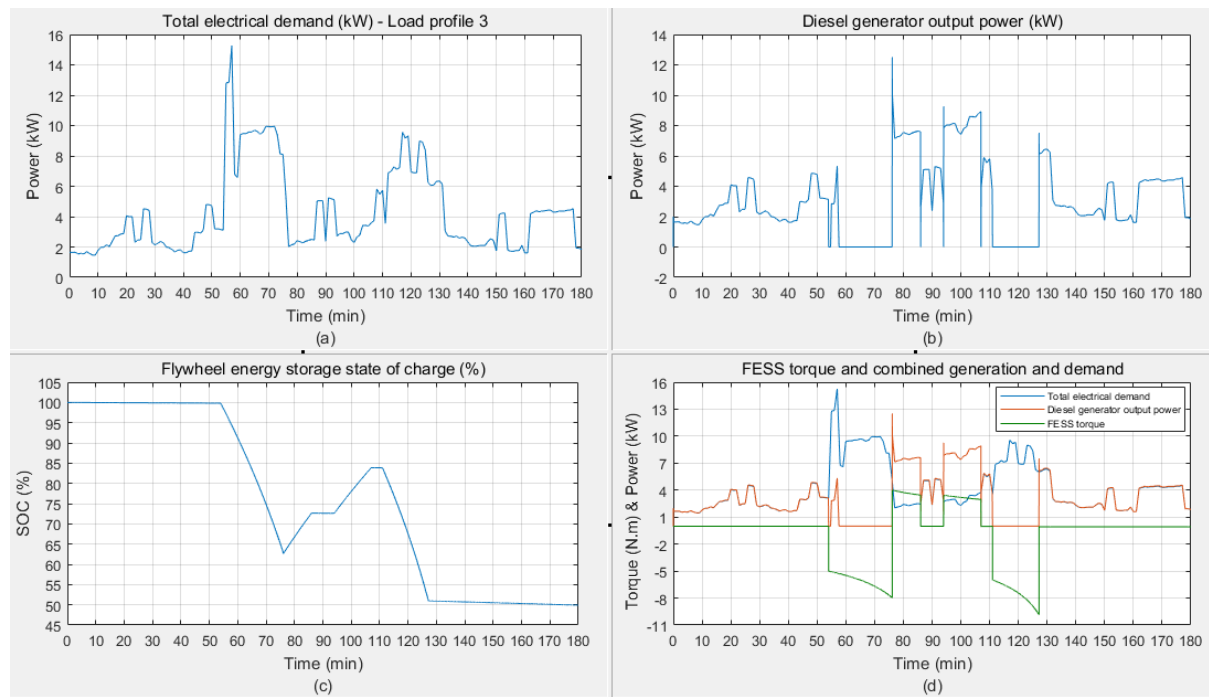 Total electrical demand (kW) - Load profile 3
16
14
12
10
8
6
4
2
0
Power (kW)
0 10 20 30 40 50 60 70 80 90 100 110 120 130 140 150 160 170 180
Time (min)
(a)
Diesel generator output power (kW)
14
12
10
8
6
4
2
0
-2
Power (kW)
0 10 20 30 40 50 60 70 80 90 100 110 120 130 140 150 160 170 180
Time (min)
(b)
Flywheel energy storage state of charge (%)
105
100
95
90
85
80
75
70
65
60
55
50
45
SOC (%)
0 10 20 30 40 50 60 70 80 90 100 110 120 130 140 150 160 170 180
Time (min)
(c)
FESS torque and combined generation and demand
16
13
10
7
4
1
-2
-5
-8
-11
Torque (N.m) & Power (kW)
Total electrical demand
Diesel generator output power
FESS torque
0 10 20 30 40 50 60 70 80 90 100 110 120 130 140 150 160 170 180
Time (min)
(d)